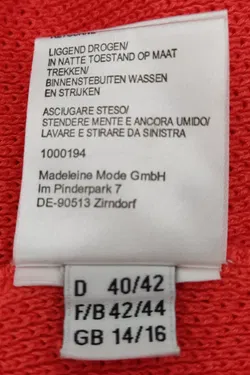 LIGGEND DROGEN/
IN NATTE TOESTAND OP MAAT
TREKKEN/
BINNENSTEBUITEN WASSEN
EN STRIJKEN
ASCIUGARE STESO/
STENDERE MENTE E ANCORA UMIDO/
LAVARE E STIRARE DA SINISTRA
1000194
Madeleine Mode GmbH
Im Pinderpark 7
DE-90513 Zirndorf
D 40/42
F/B 42/44
GB 14/16